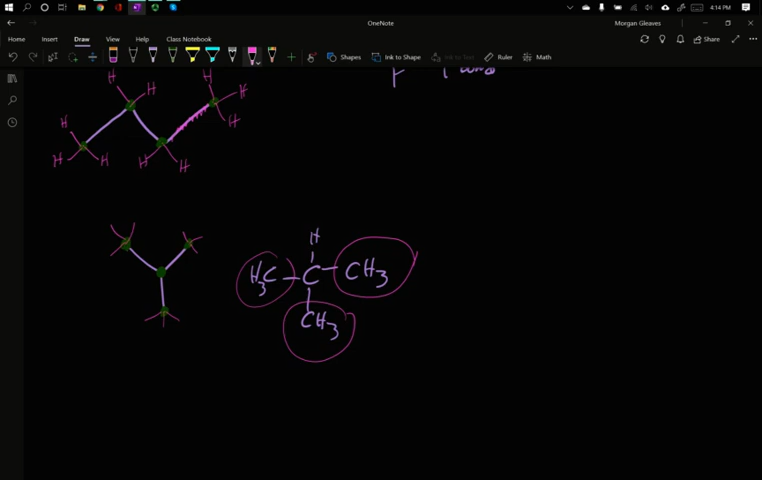 4:14 PM
OneNote
Morgan Gleaves
Home Insert Draw View Help Class Notebook
Share
Shapes Ink to Shape Ink to Text Ruler Math
H H H
H H
H
H H H H
H
H3C C CH3
CH3